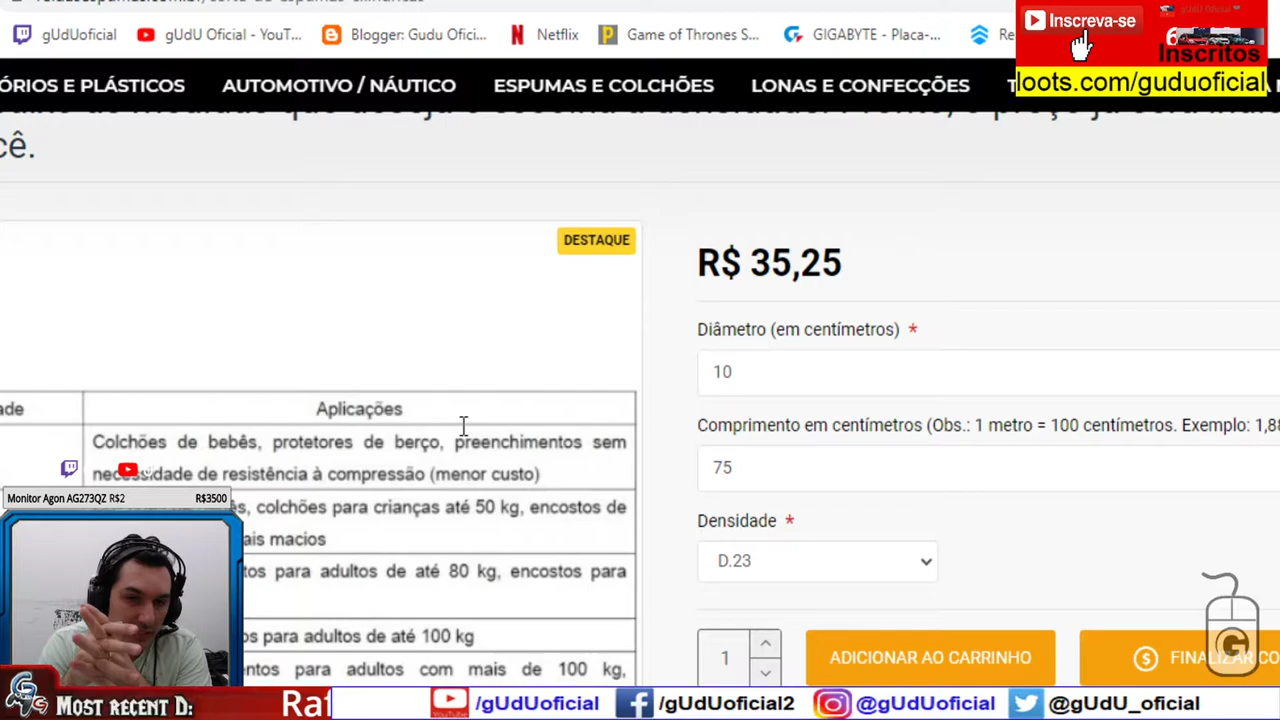 gUdUoficial
gUdU Oficial - YouT...
Blogger: Gudu Ofici...
Netflix
Game of Thrones S...
GIGABYTE - Placa-...
Inscreva-se
Inscritos
loots.com/guduoficial
ÓRIOS E PLÁSTICOS
AUTOMOTIVO / NÁUTICO
ESPUMAS E COLCHÕES
LONAS E CONFECÇÕES
cê.
DESTAQUE
R$ 35,25
Diâmetro (em centímetros) *
10
Comprimento em centímetros (Obs.: 1 metro = 100 centímetros. Exemplo: 1,88
75
Densidade *
D.23
1
ADICIONAR AO CARRINHO
FINALIZAR CO
ade
Aplicações
Colchões de bebês, protetores de berço, preenchimentos sem
necessidade de resistência à compressão (menor custo)
s, colchões para crianças até 50 kg, encostos de
ais macios
tos para adultos de até 80 kg, encostos para
os para adultos de até 100 kg
ntos para adultos com mais de 100 kg,
Monitor Agon AG273QZ R$2
R$3500
G
Most recent D:
Ra
/gUdUoficial
/gUdUoficial2
@gUdUoficial
@gUdU_oficial